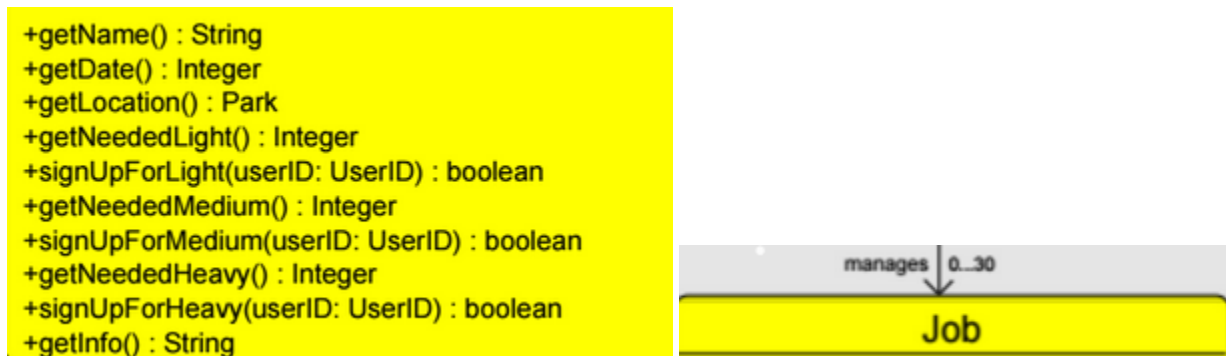 +getName() : String
+getDate() : Integer
+getLocation() : Park
+getNeededLight() : Integer
+signUpForLight(userID: UserID) : boolean
+getNeededMedium() : Integer
+signUpForMedium(userID: UserID) : boolean
+getNeededHeavy() : Integer
+signUpForHeavy(userID: UserID) : boolean
+getInfo() : String
manages 0...30
Job